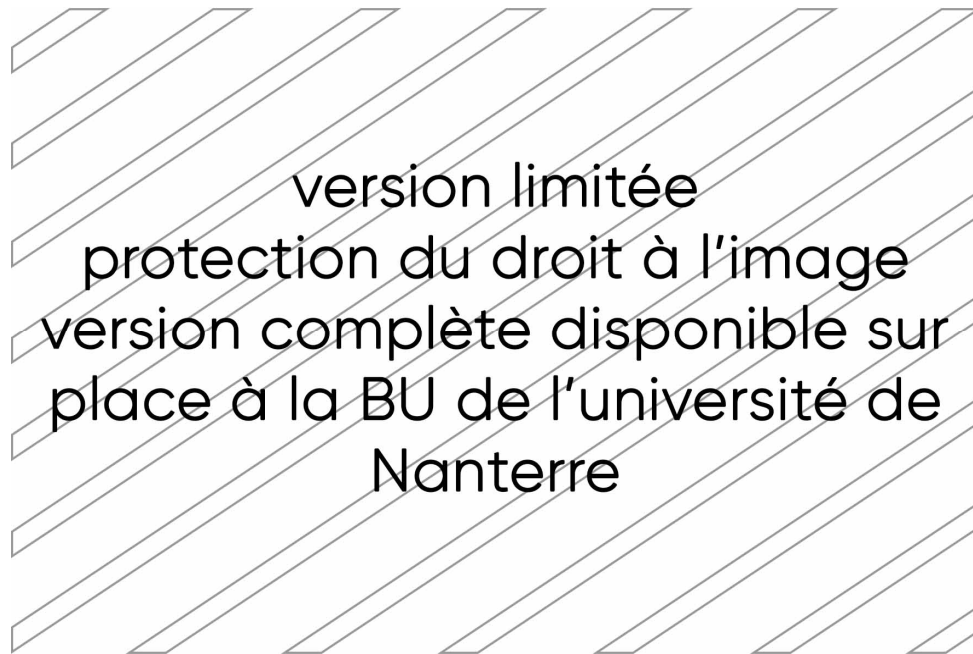 version limitée
protection du droit à l’image
version complète disponible sur
place à la BU de l’université de
Nanterre